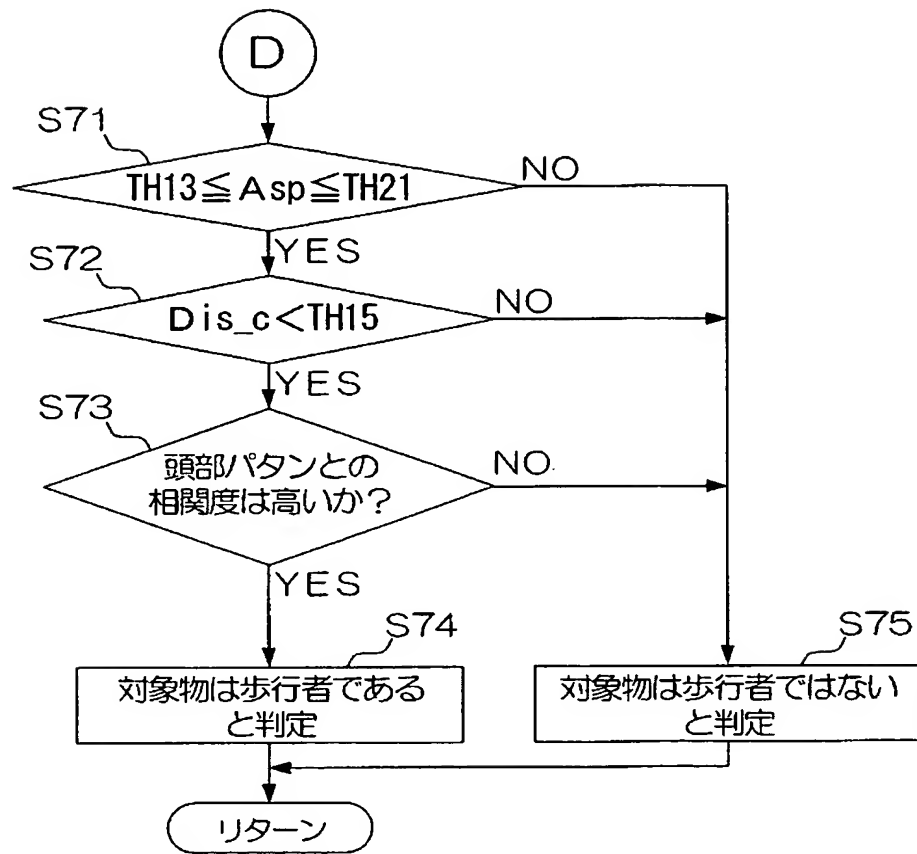 D
S71
TH13≦Asp≦TH21
NO
YES
S72
Dis_c<TH15
NO
YES
S73
頭部パタンとの
相関度は高いか?
NO
YES
S74
対象物は歩行者である
と判定
S75
対象物は歩行者ではない
と判定
リターン